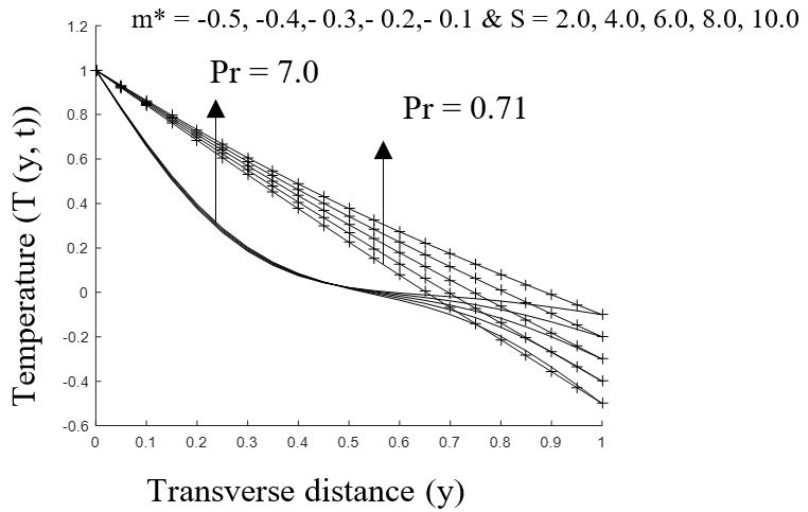 m* = -0.5, -0.4,- 0.3,- 0.2,- 0.1 & S = 2.0, 4.0, 6.0, 8.0, 10.0
Pr = 7.0
Pr = 0.71
Temperature (T (y, t))
1.2
1
0.8
0.6
0.4
0.2
0
-0.2
-0.4
-0.6
0 0.1 0.2 0.3 0.4 0.5 0.6 0.7 0.8 0.9 1
Transverse distance (y)